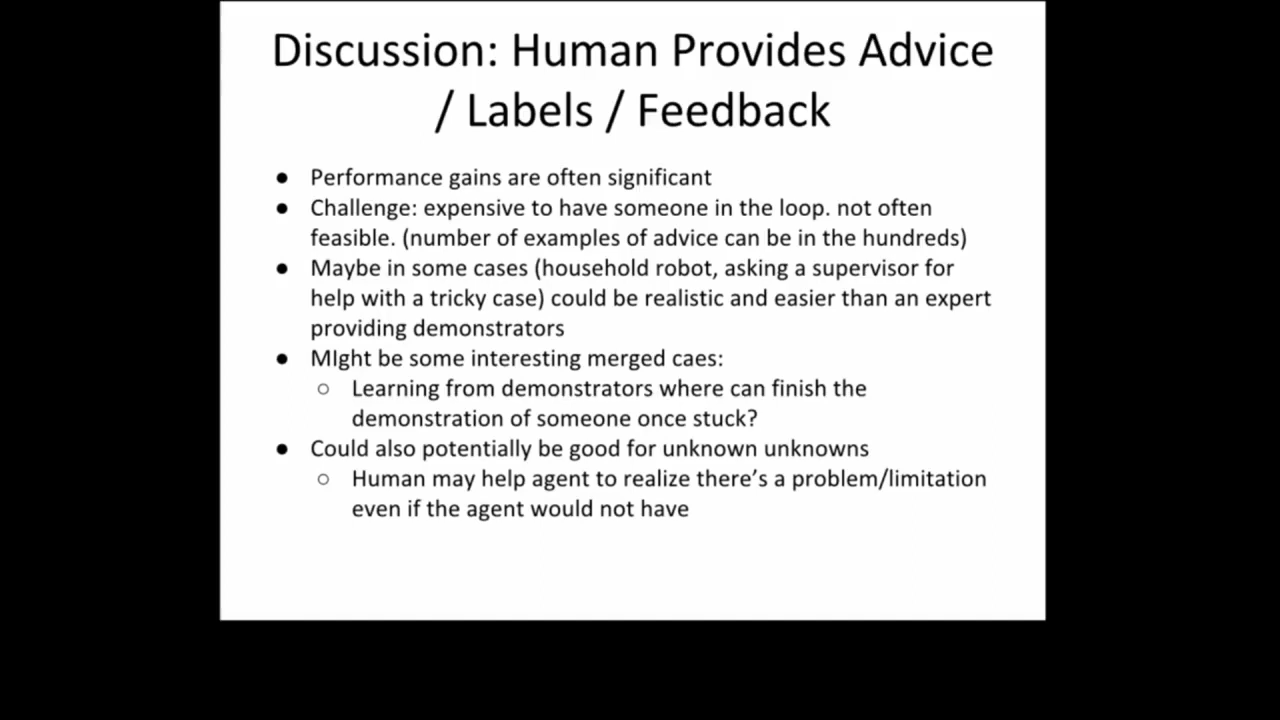 Discussion: Human Provides Advice
/ Labels / Feedback
● Performance gains are often significant
● Challenge: expensive to have someone in the loop. not often
feasible. (number of examples of advice can be in the hundreds)
● Maybe in some cases (household robot, asking a supervisor for
help with a tricky case) could be realistic and easier than an expert
providing demonstrators
● MIght be some interesting merged caes:
○ Learning from demonstrators where can finish the
demonstration of someone once stuck?
● Could also potentially be good for unknown unknowns
○ Human may help agent to realize there's a problem/limitation
even if the agent would not have